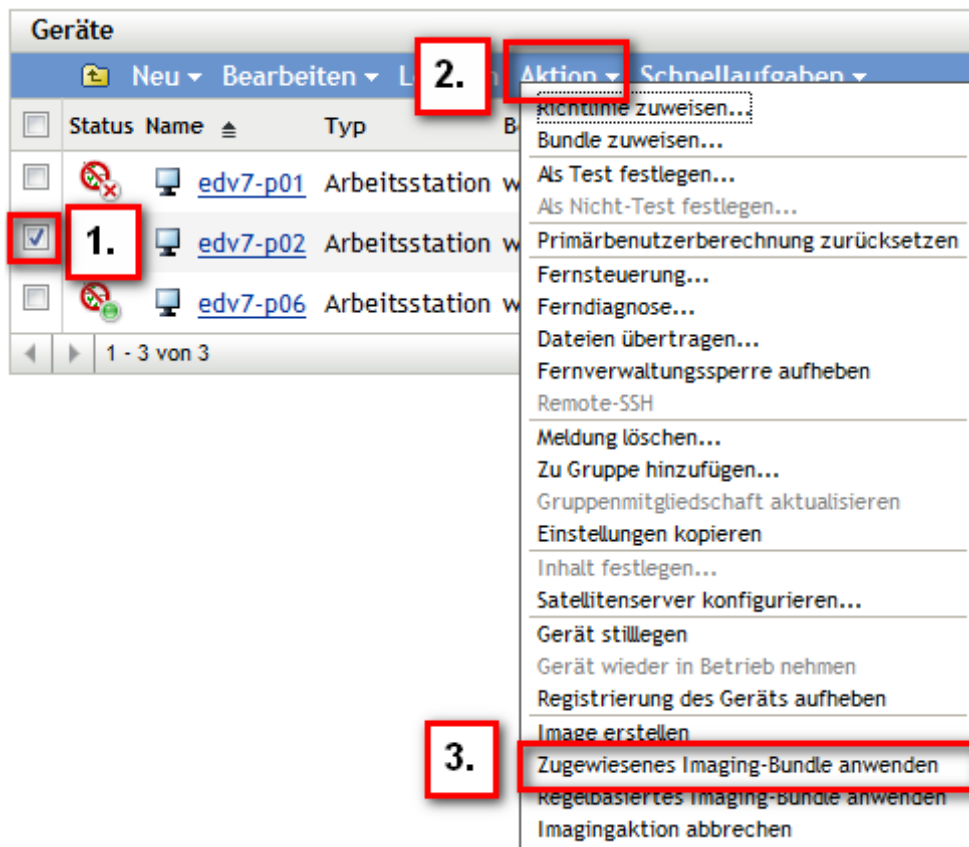 Geräte
Neu Bearbeiten 2. Aktion Schnellaufgaben
Status Name Typ
edv7-p01 Arbeitsstation
1. edv7-p02 Arbeitsstation
edv7-p06 Arbeitsstation
1 - 3 von 3
Richtlinie zuweisen...
Bundle zuweisen...
Als Test festlegen...
Als Nicht-Test festlegen...
Primärbenutzerberechnung zurücksetzen
Fernsteuerung...
Ferndiagnose...
Dateien übertragen...
Fernverwaltungssperre aufheben
Remote-SSH
Meldung löschen...
Zu Gruppe hinzufügen...
Gruppenmitgliedschaft aktualisieren
Einstellungen kopieren
Inhalt festlegen...
Satellitenserver konfigurieren...
Gerät stilllegen
Gerät wieder in Betrieb nehmen
Registrierung des Geräts aufheben
Image erstellen
3. Zugewiesenes Imaging-Bundle anwenden
Regelbasiertes Imaging-Bundle anwenden
Imagingaktion abbrechen